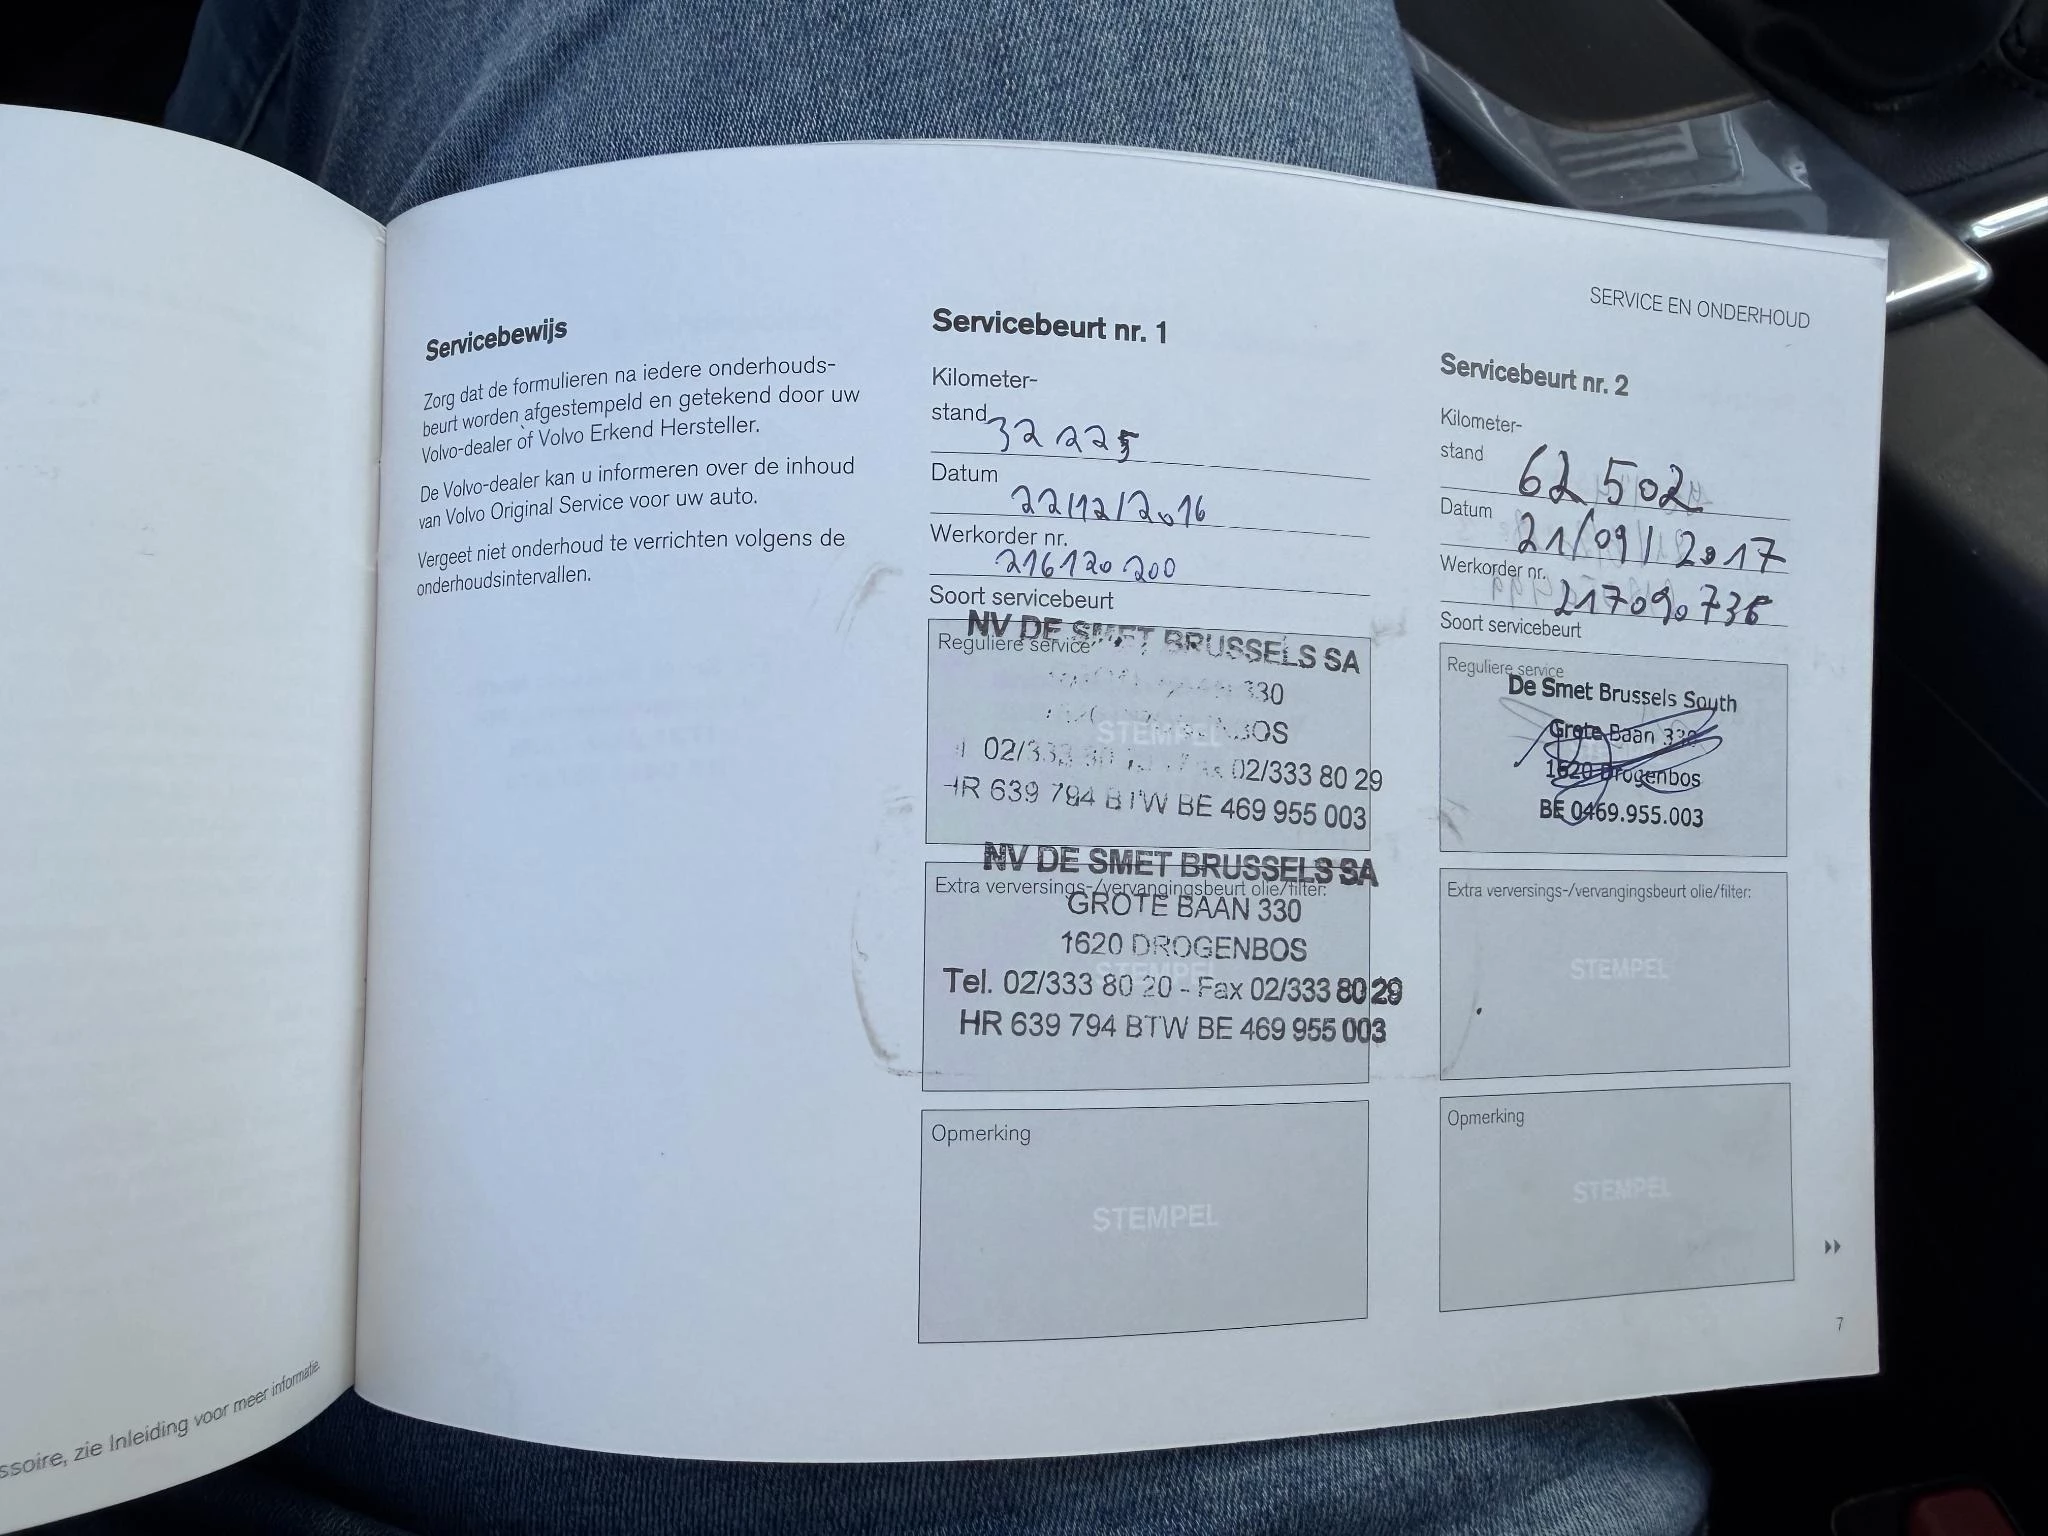 SERVICE EN ONDERHOUD
Servicebewijs
Zorg dat de formulieren na iedere onderhouds-
beurt worden afgestempeld en getekend door uw
Volvo-dealer of Volvo Erkend Hersteller.
De Volvo-dealer kan u informeren over de inhoud
van Volvo Original Service voor uw auto.
Vergeet niet onderhoud te verrichten volgens de
onderhoudsintervallen.
Servicebeurt nr. 1
Kilometer-
stand 32 225
Datum
22/12/2016
Werkorder nr.
216120200
Soort servicebeurt
NV DE SMET BRUSSELS SA
Reguliere service
330
STEMPEL
02/333 80 29
HR 639 794 BTW BE 469 955 003
NV DE SMET BRUSSELS SA
Extra verversings-/vervangingsbeurt olie/filter:
GROTE BAAN 330
1620 DROGENBOS
STEMPEL
Tel. 02/333 80 20 - Fax 02/333 80 29
HR 639 794 BTW BE 469 955 003
Opmerking
STEMPEL
Servicebeurt nr. 2
Kilometer-
stand 62 502
Datum 21/09/2017
Werkorder nr.
Soort servicebeurt
Reguliere service
De Smet Brussels South
Grote Baan 330
1620 Drogenbos
BE 0469.955.003
Extra verversings-/vervangingsbeurt olie/filter:
STEMPEL
Opmerking
STEMPEL
7
ssoire, zie Inleiding voor meer informatie.